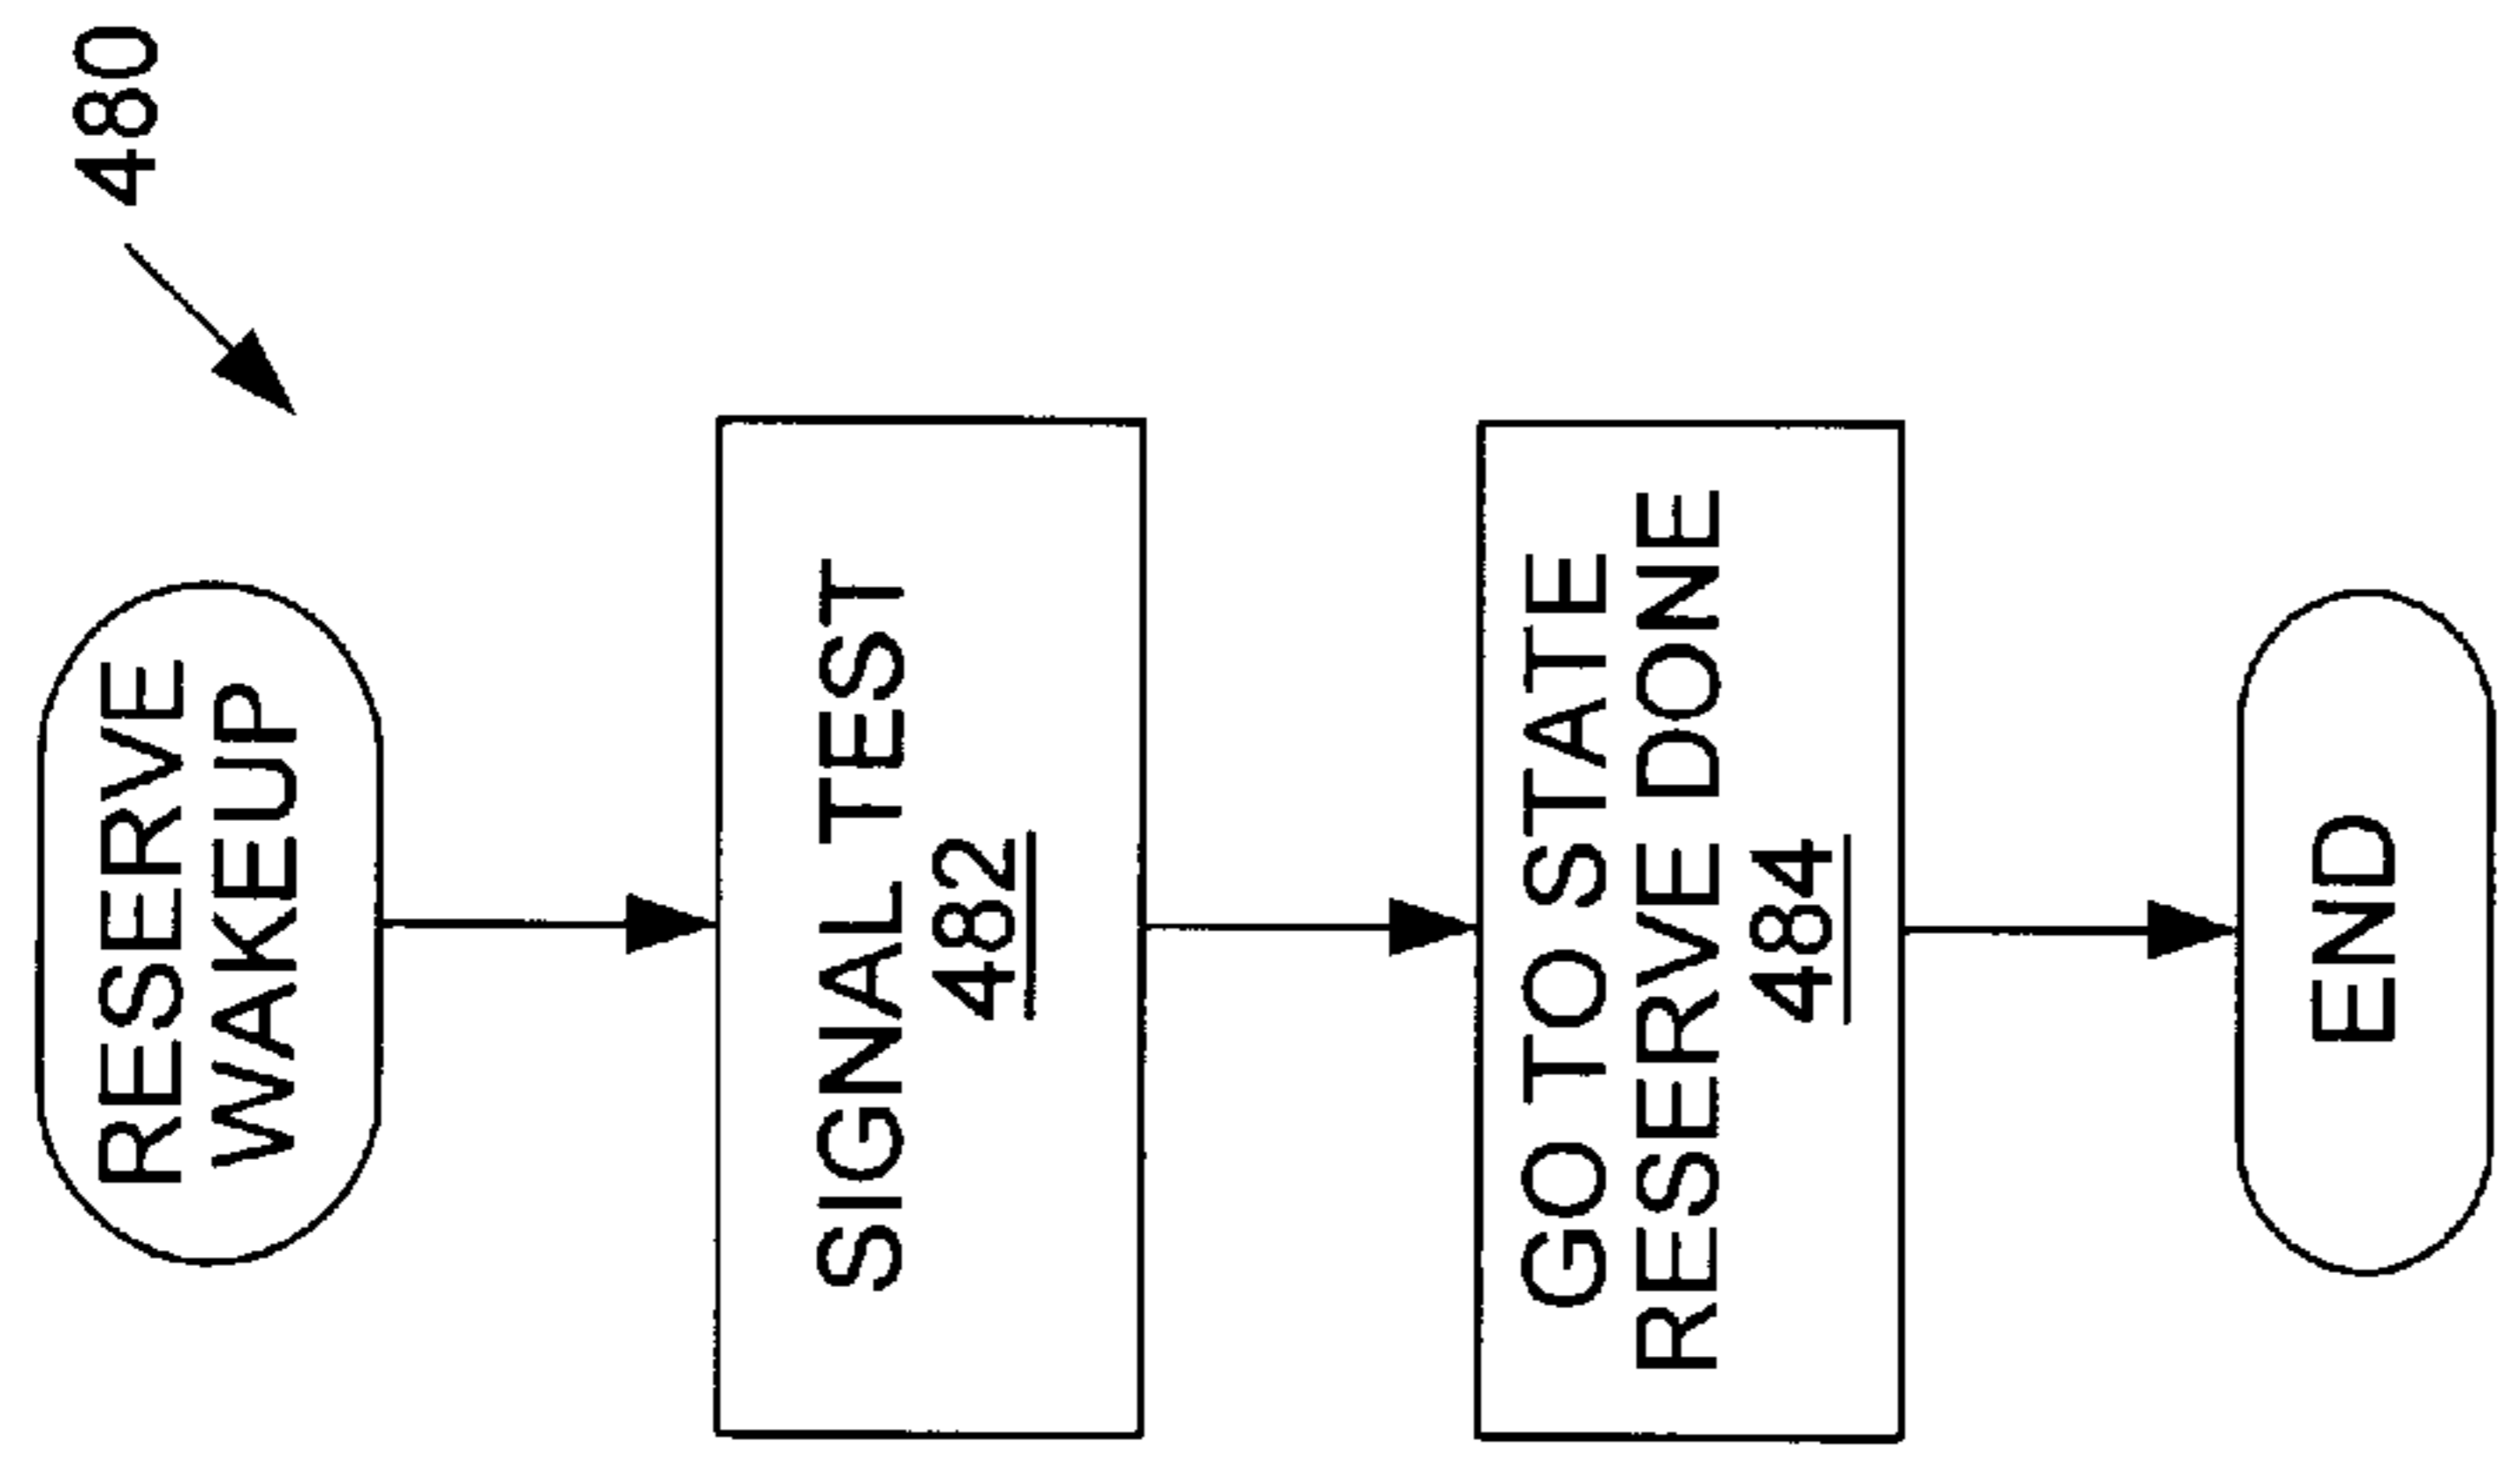 480
RESERVE
WAKEUP
SIGNAL TEST
482
GO TO STATE
RESERVE DONE
484
END